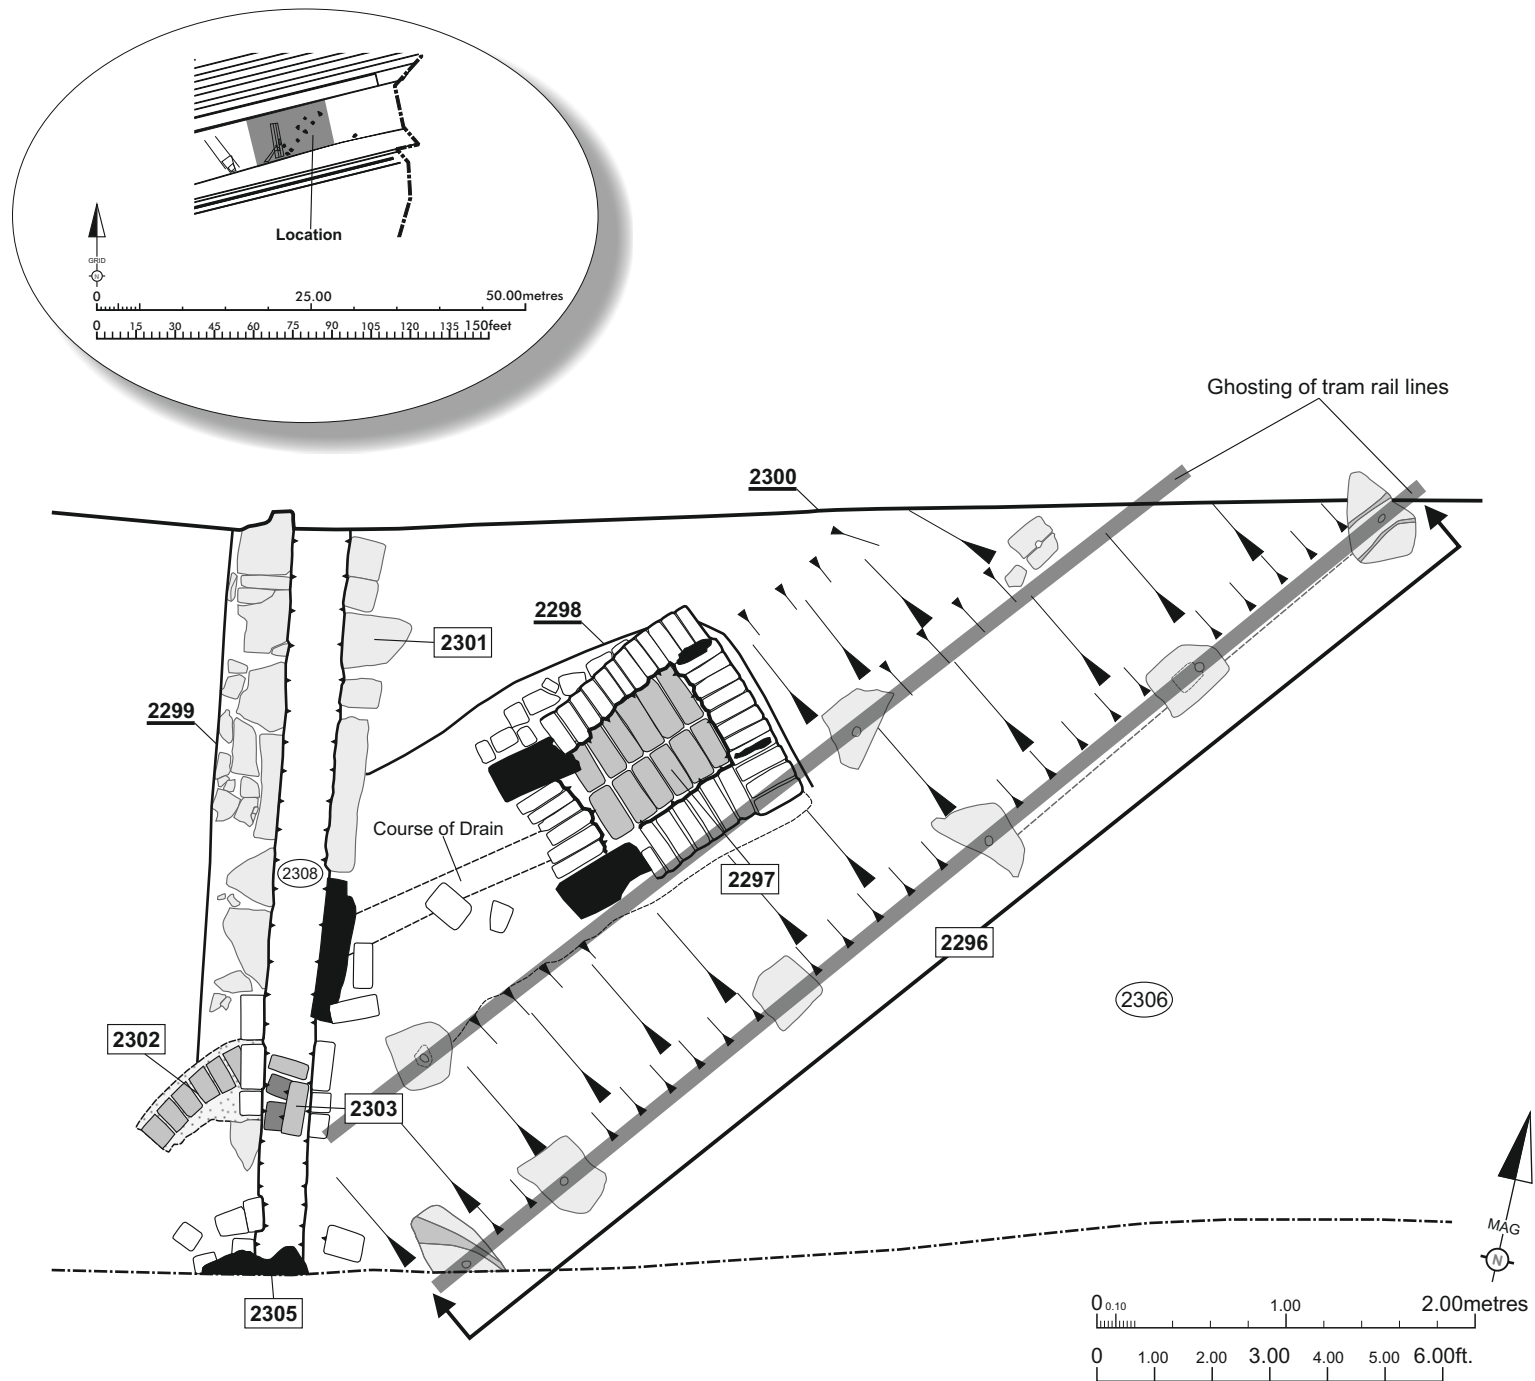 Location
GRID
N
0 25.00 50.00metres
0 15 30 45 60 75 90 105 120 135 150feet
Ghosting of tram rail lines
2300
2298
2301
2299
Course of Drain
2308
2297
2296
2306
2302
2303
MAG
N
2305
0 0.10 1.00 2.00metres
0 1.00 2.00 3.00 4.00 5.00 6.00ft.